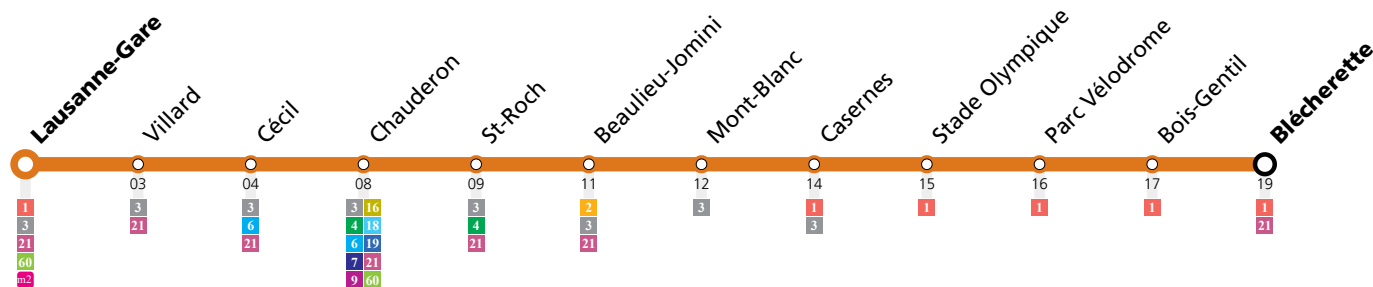 Lausanne-Gare
Villard
Cécil
Chauderon
St-Roch
Beaulieu-Jomini
Mont-Blanc
Casernes
Stade Olympique
Parc Vélodrome
Bois-Gentil
Blécherette
03 04 08 09 11 12 14 15 16 17 19
1 3 3 3 16 3 2 3 1 1 1 1 1
3 21 6 4 18 4 3 3 21
21 21 6 19 21 21
60 7 21
m2 9 60